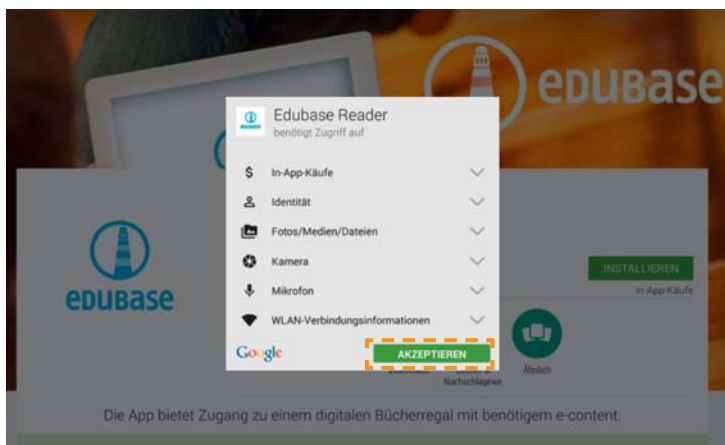 EDUBASE
Edubase Reader
benötigt Zugriff auf
In-App-Käufe
Identität
Fotos/Medien/Dateien
Kamera
Mikrofon
WLAN-Verbindungsinformationen
Google
AKZEPTIEREN
EDUBASE
INSTALLIEREN
In-App-Käufe
Ähnlich
Nachschlagewe
Die App bietet Zugang zu einem digitalen Bücherregal mit benötigem e-content.